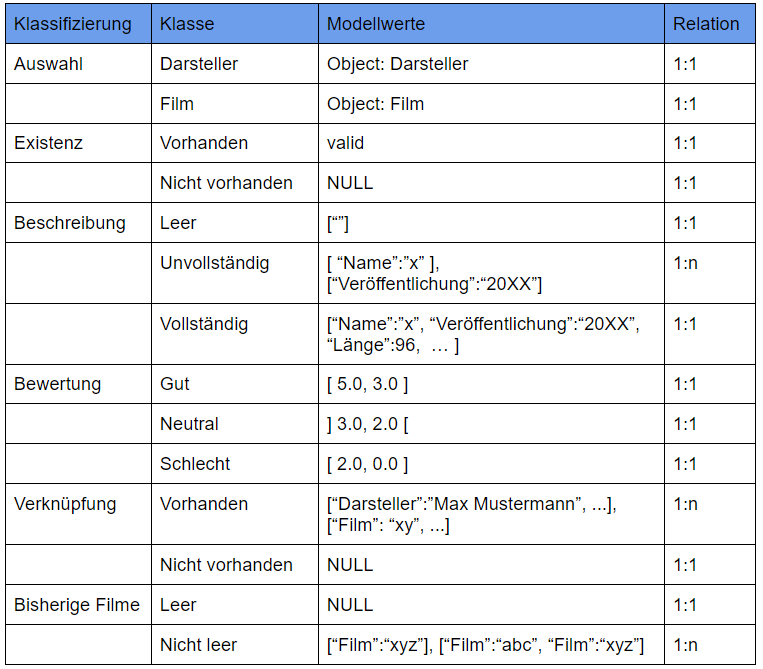 Klassifizierung Klasse Modellwerte Relation
Auswahl Darsteller Object: Darsteller 1:1
Film Object: Film 1:1
Existenz Vorhanden valid 1:1
Nicht vorhanden NULL 1:1
Beschreibung Leer [“”] 1:1
Unvollständig [ “Name”:”x” ], 1:n
[“Veröffentlichung”:“20XX”]
Vollständig [“Name”:”x”, “Veröffentlichung”:“20XX”, 1:1
“Länge”:96,  … ]
Bewertung Gut [ 5.0, 3.0 ] 1:1
Neutral ] 3.0, 2.0 [ 1:1
Schlecht [ 2.0, 0.0 ] 1:1
Verknüpfung Vorhanden [“Darsteller”:”Max Mustermann”, ...], 1:n
[“Film”: “xy”, ...]
Nicht vorhanden NULL 1:1
Bisherige Filme Leer NULL 1:1
Nicht leer [“Film”:“xyz”], [“Film”:“abc”, “Film”:“xyz”] 1:n